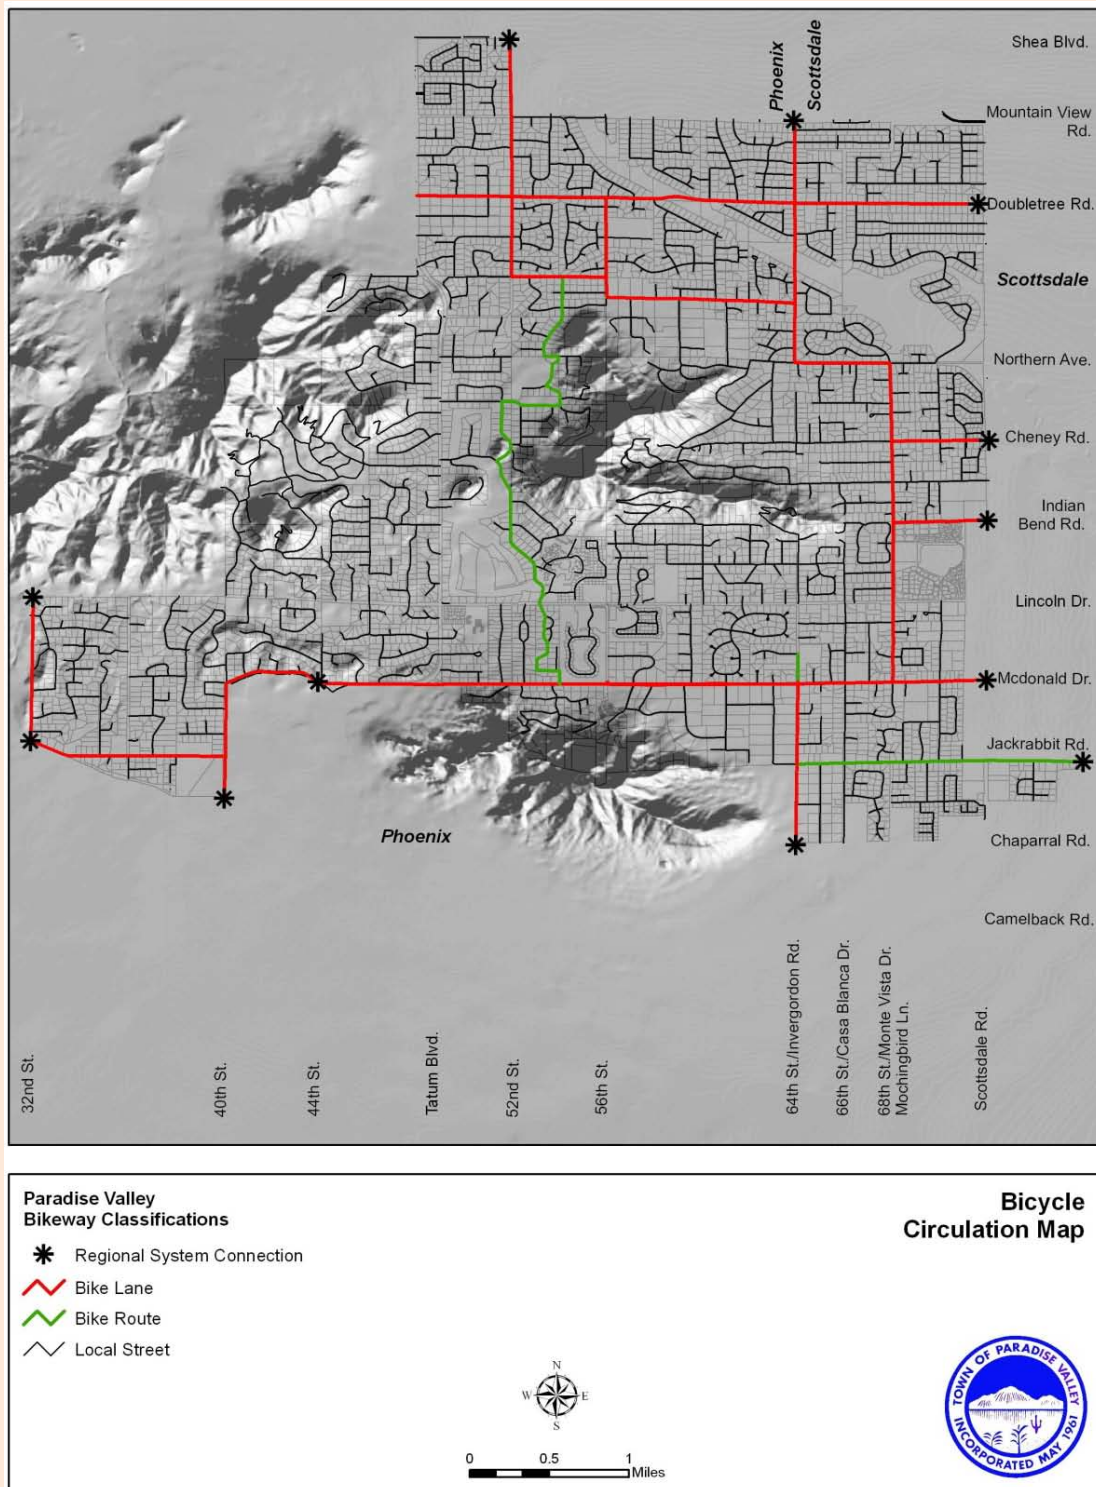 Shea Blvd.
Phoenix
Scottsdale
Mountain View
Rd.
Doubletree Rd.
Scottsdale
Northern Ave.
Cheney Rd.
Indian
Bend Rd.
Lincoln Dr.
Mcdonald Dr.
Jackrabbit Rd.
Phoenix
Chaparral Rd.
Camelback Rd.
32nd St.
40th St.
44th St.
Tatum Blvd.
52nd St.
56th St.
64th St./Invergordon Rd.
66th St./Casa Blanca Dr.
68th St./Monte Vista Dr.
Mochingbird Ln.
Scottsdale Rd.
Paradise Valley
Bikeway Classifications
Regional System Connection
Bike Lane
Bike Route
Local Street
Bicycle
Circulation Map
N
W E
S
0 0.5 1
Miles
TOWN OF PARADISE VALLEY
INCORPORATED MAY 1961